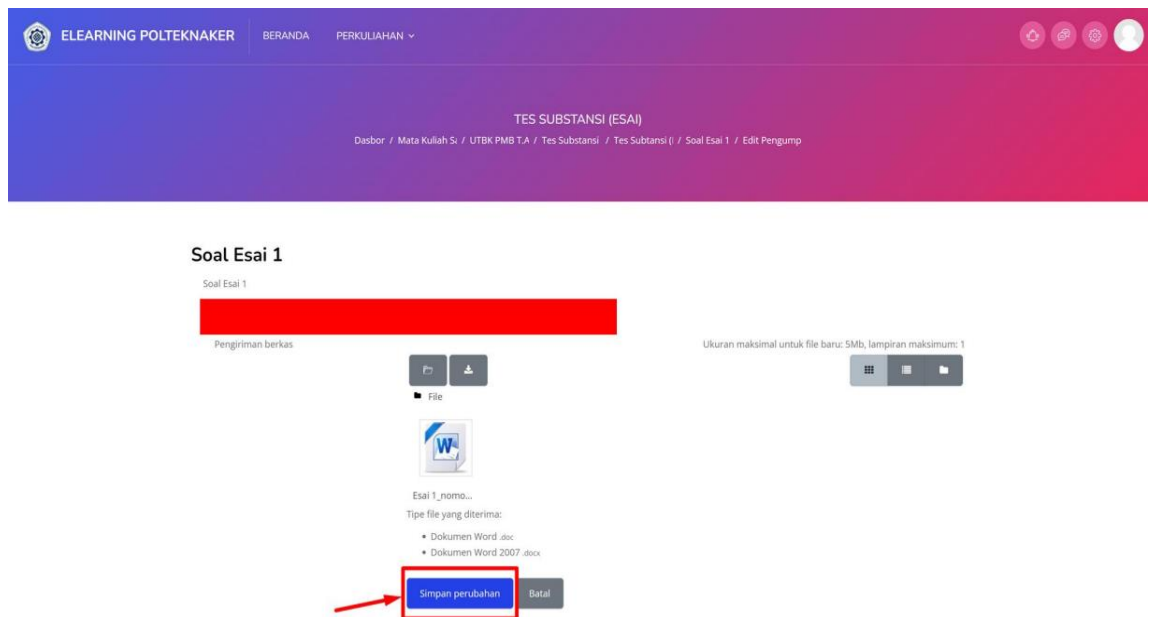 ELEARNING POLTEKNAKER BERANDA PERKULIAHAN
TES SUBSTANSI (ESAI)
Dasbor / Mata Kuliah Sa / UTBK PMB T.A / Tes Substansi / Tes Subtansi (I / Soal Esai 1 / Edit Pengump
Soal Esai 1
Soal Esai 1
Pengiriman berkas
Ukuran maksimal untuk file baru: 5Mb, lampiran maksimum: 1
File
W
Esai 1_nomo...
Tipe file yang diterima:
Dokumen Word .doc
Dokumen Word 2007 .docx
Simpan perubahan Batal